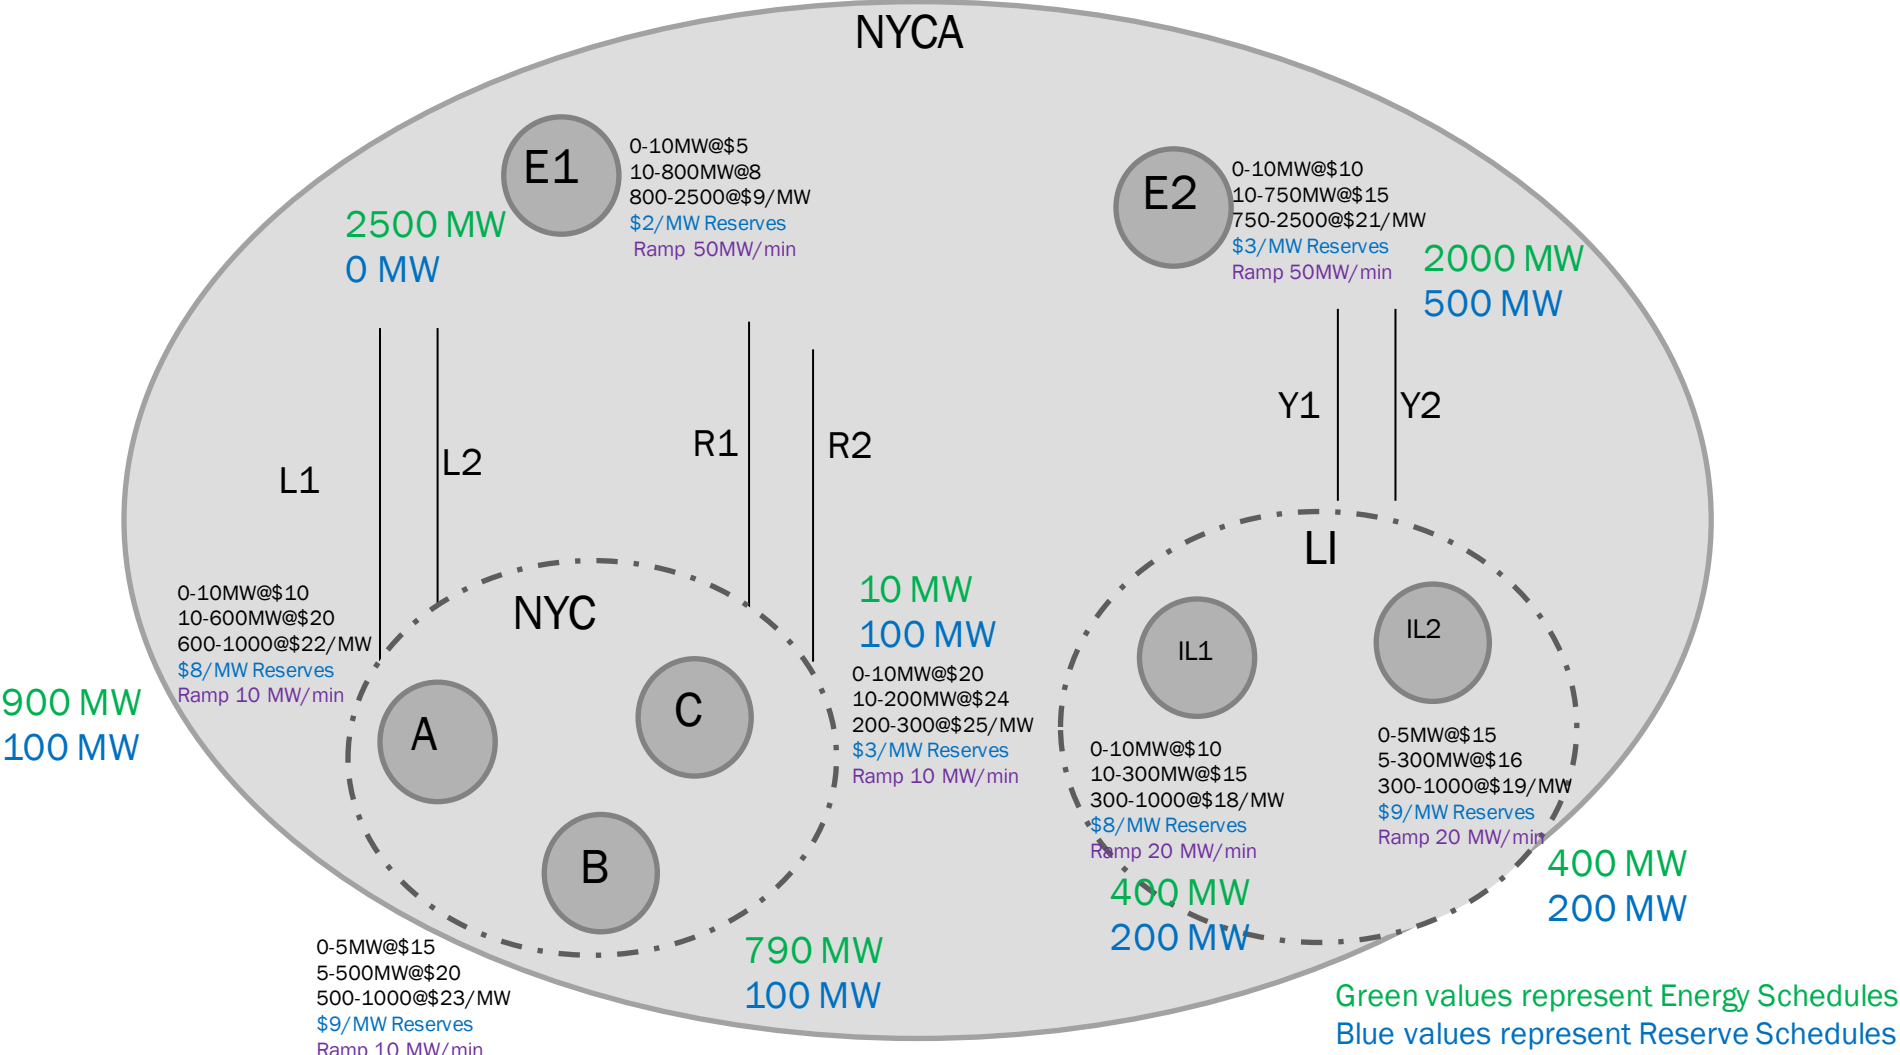 NYCA
E1
0-10MW@$5
10-800MW@8
800-2500@$9/MW
$2/MW Reserves
Ramp 50MW/min
2500 MW
0 MW
E2
0-10MW@$10
10-750MW@$15
750-2500@$21/MW
$3/MW Reserves
Ramp 50MW/min
2000 MW
500 MW
L1
L2
R1
R2
Y1
Y2
NYC
0-10MW@$10
10-600MW@$20
600-1000@$22/MW
$8/MW Reserves
Ramp 10 MW/min
900 MW
100 MW
A
C
B
10 MW
100 MW
0-10MW@$20
10-200MW@$24
200-300@$25/MW
$3/MW Reserves
Ramp 10 MW/min
0-5MW@$15
5-500MW@$20
500-1000@$23/MW
$9/MW Reserves
Ramp 10 MW/min
790 MW
100 MW
LI
IL1
IL2
0-10MW@$10
10-300MW@$15
300-1000@$18/MW
$8/MW Reserves
Ramp 20 MW/min
400 MW
200 MW
0-5MW@$15
5-300MW@$16
300-1000@$19/MW
$9/MW Reserves
Ramp 20 MW/min
400 MW
200 MW
Green values represent Energy Schedules
Blue values represent Reserve Schedules